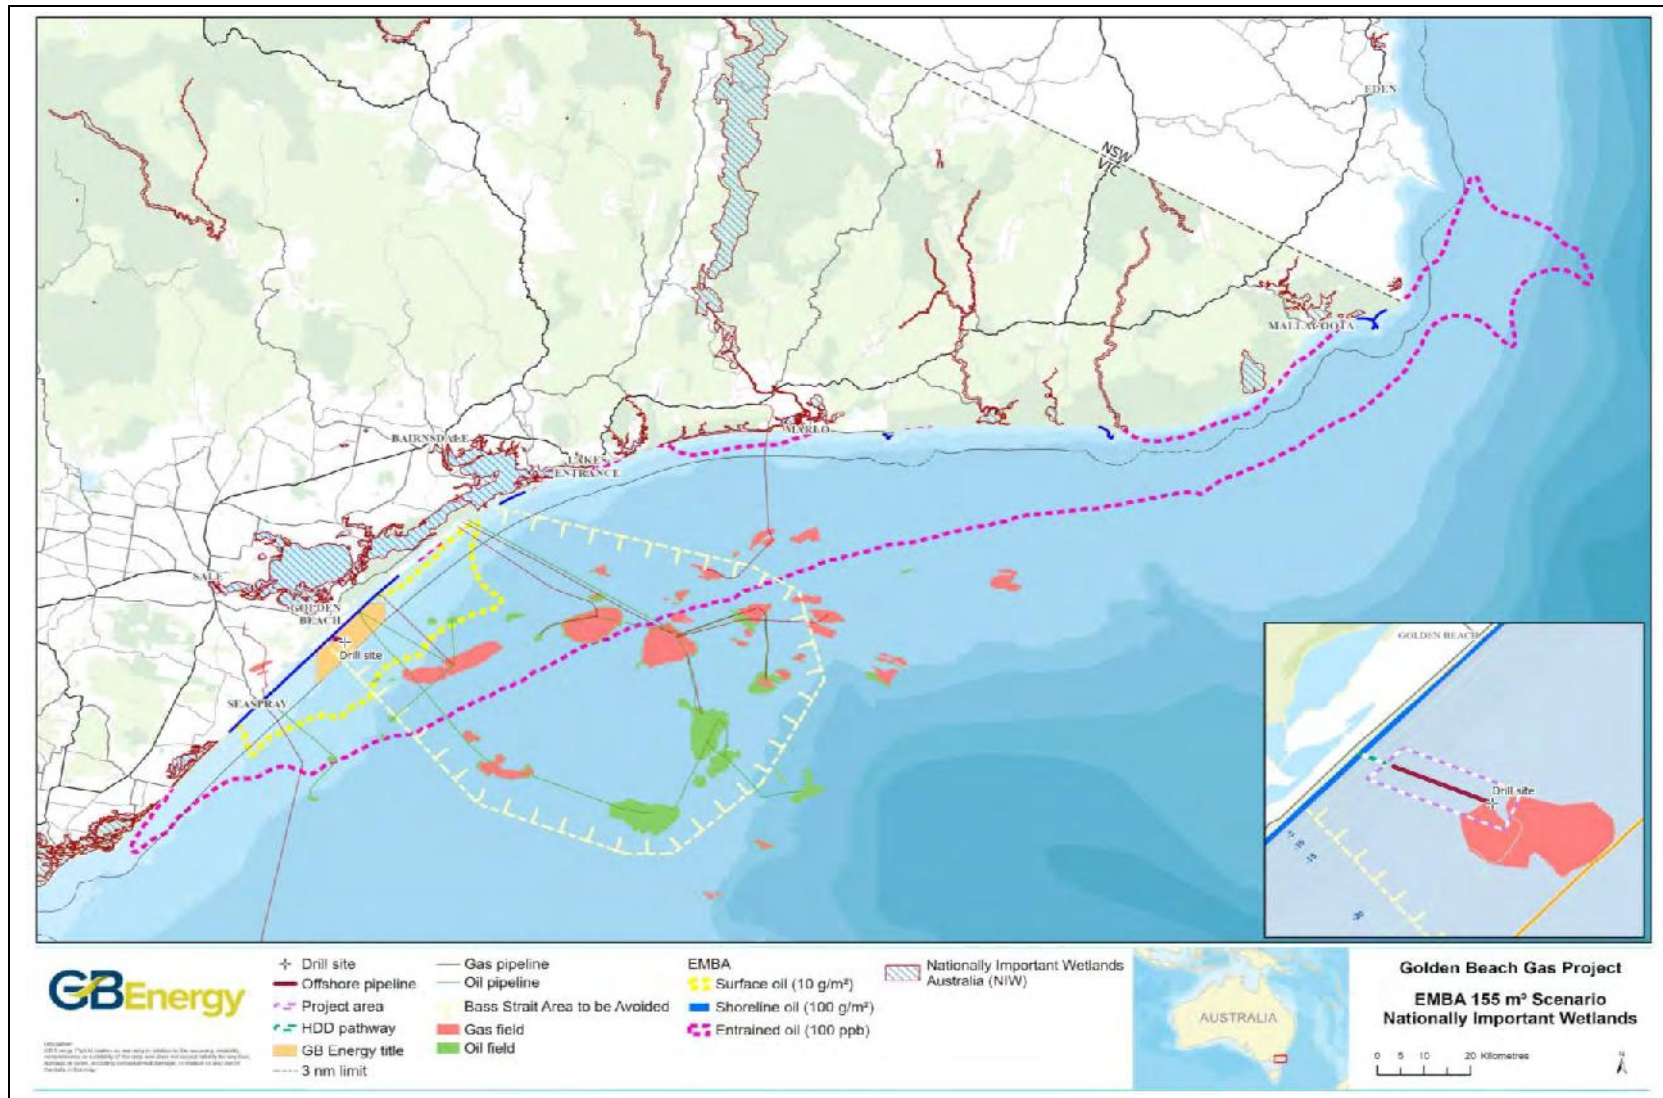 EDEN
NSW
VIC
MALLACOOTA
BAIRNSDALE
MARLO
LAKES
ENTRANCE
SALE
GOLDEN
BEACH
Drill site
SEASPRAY
GOLDEN BEACH
Drill site
GBEnergy
Drill site
Offshore pipeline
Project area
HDD pathway
GB Energy title
3 nm limit
Gas pipeline
Oil pipeline
Bass Strait Area to be Avoided
Gas field
Oil field
EMBA
Surface oil (10 g/m²)
Shoreline oil (100 g/m²)
Entrained oil (100 ppb)
Nationally Important Wetlands
Australia (NIW)
AUSTRALIA
Golden Beach Gas Project
EMBA 155 m³ Scenario
Nationally Important Wetlands
0 5 10 20 Kilometres
N